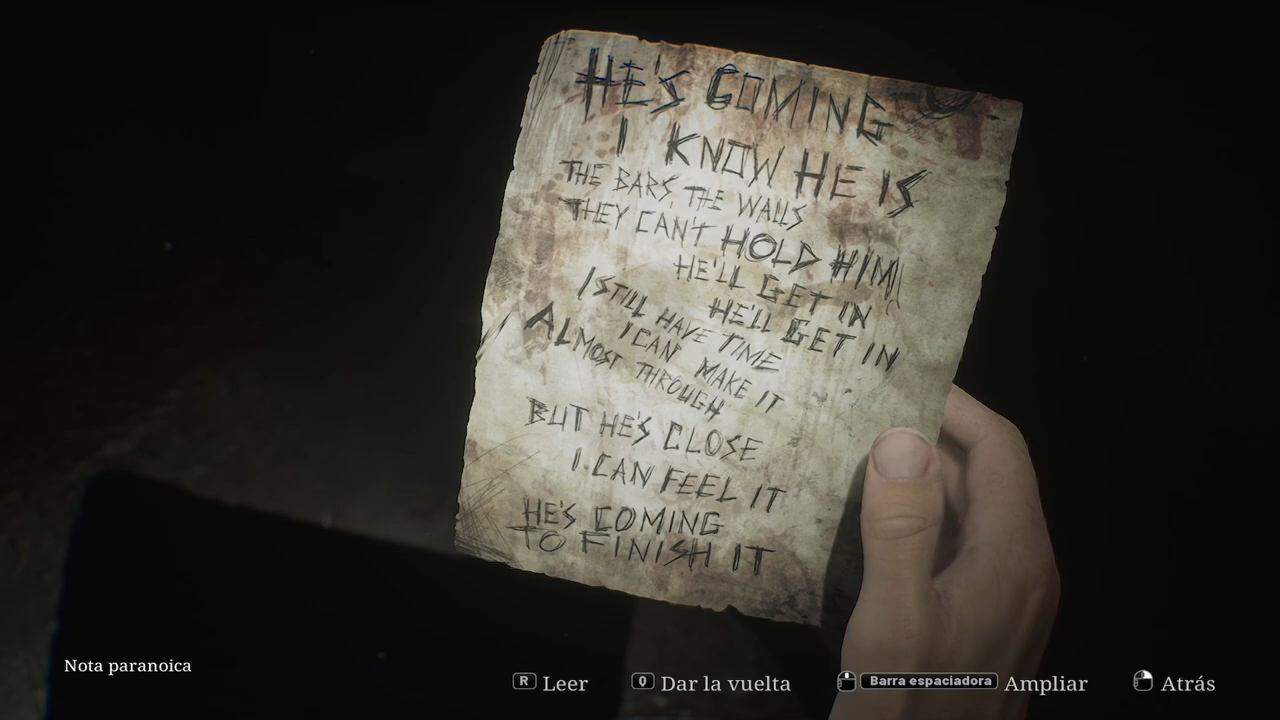 HE'S COMING
I KNOW HE IS
THE BARS, THE WALLS
THEY CAN'T HOLD HIM
HE'LL GET IN
HE'LL GET IN
I STILL HAVE TIME
I CAN MAKE IT
ALMOST THROUGH
BUT HE'S CLOSE
I CAN FEEL IT
HE'S COMING
TO FINISH IT
Nota paranoica
R Leer
Q Dar la vuelta
Barra espaciadora Ampliar
Atrás